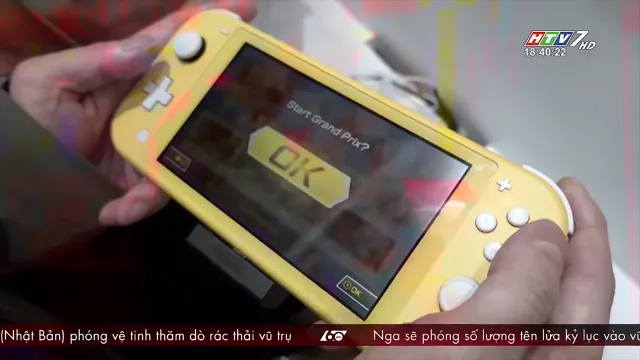 HTV7 HD
18:40:22
Start Grand Prix?
OK
OK
(Nhật Bản) phóng vệ tinh thăm dò rác thải vũ trụ
Nga sẽ phóng số lượng tên lửa kỷ lục vào